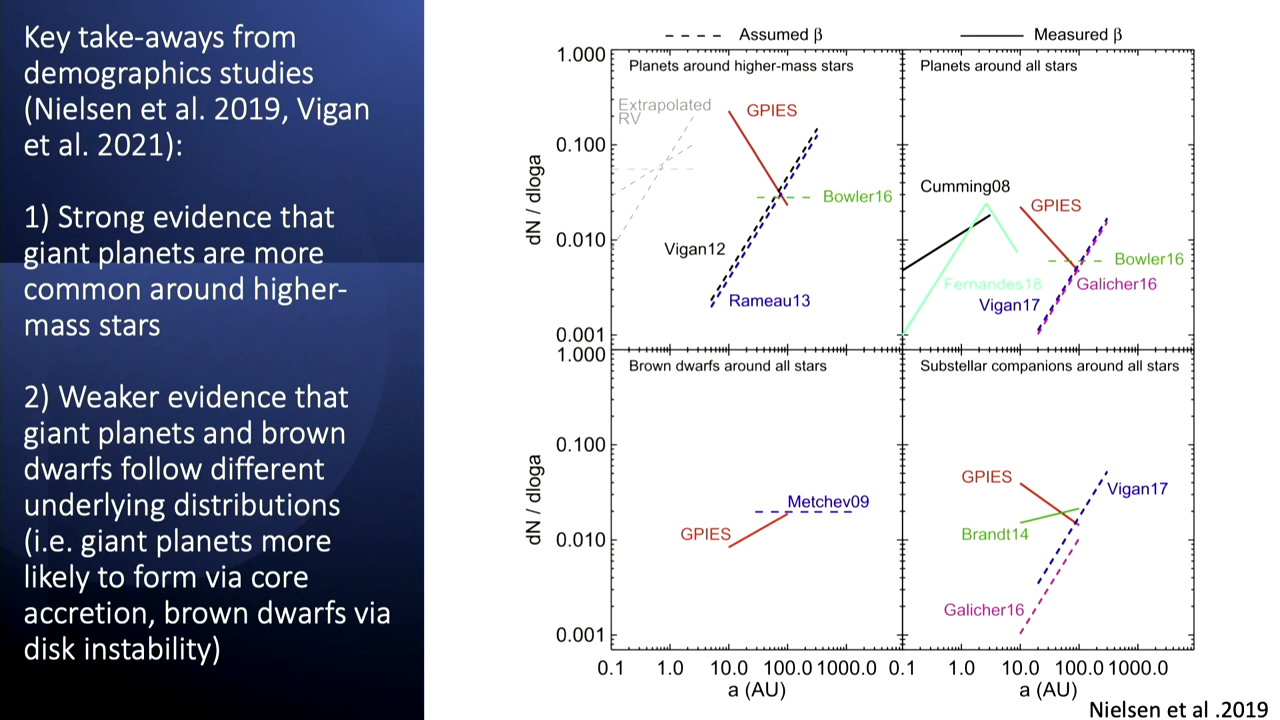 Key take-aways from
demographics studies
(Nielsen et al. 2019, Vigan
et al. 2021):
1) Strong evidence that
giant planets are more
common around higher-
mass stars
2) Weaker evidence that
giant planets and brown
dwarfs follow different
underlying distributions
(i.e. giant planets more
likely to form via core
accretion, brown dwarfs via
disk instability)
Assumed β
Measured β
Planets around higher-mass stars
1.000
0.100
0.010
0.001
dN / dloga
Extrapolated
RV
GPIES
Bowler16
Vigan12
Rameau13
Planets around all stars
Cumming08
GPIES
Bowler16
Fernandes18
Galicher16
Vigan17
Brown dwarfs around all stars
1.000
0.100
0.010
0.001
dN / dloga
Metchev09
GPIES
0.1 1.0 10.0 100.0 1000.0
a (AU)
Substellar companions around all stars
GPIES
Vigan17
Brandt14
Galicher16
0.1 1.0 10.0 100.0 1000.0
a (AU)
Nielsen et al .2019